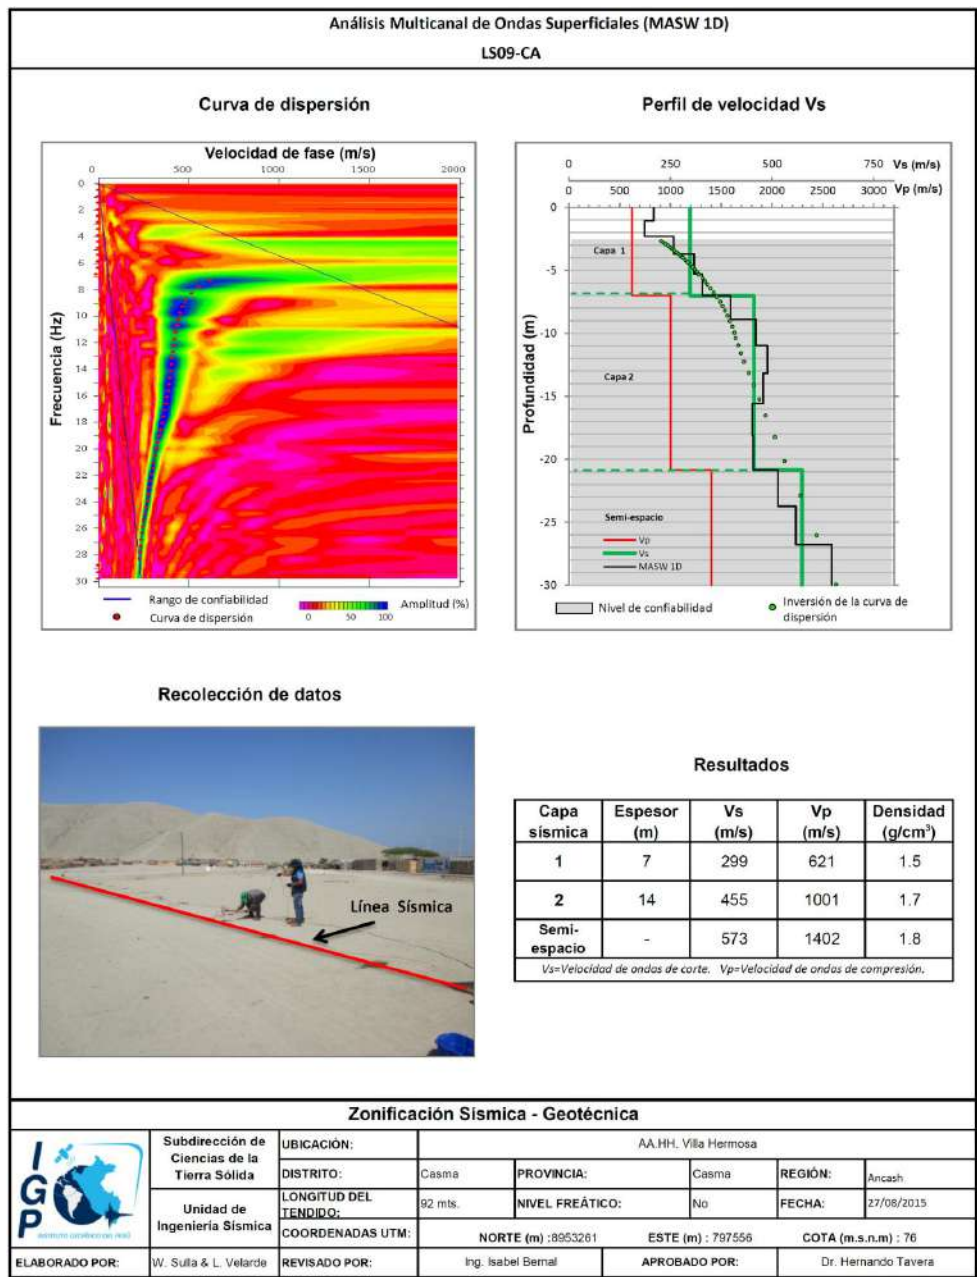 Análisis Multicanal de Ondas Superficiales (MASW 1D)
LS09-CA
Curva de dispersión
Velocidad de fase (m/s)
0 500 1000 1500 2000
Frecuencia (Hz)
0
2
4
6
8
10
12
14
16
18
20
22
24
26
28
30
Rango de confiabilidad
Curva de dispersión
Amplitud (%)
0 50 100
Perfil de velocidad Vs
0 250 500 750 Vs (m/s)
0 500 1000 1500 2000 2500 3000 Vp (m/s)
Profundidad (m)
0
-5
-10
-15
-20
-25
-30
Capa 1
Capa 2
Semi-espacio
Vp
Vs
MASW 1D
Nivel de confiabilidad
Inversión de la curva de
dispersión
Recolección de datos
Línea Sísmica
Resultados
Capa sísmica Espesor (m) Vs (m/s) Vp (m/s) Densidad (g/cm³)
1 7 299 621 1.5
2 14 455 1001 1.7
Semi-espacio - 573 1402 1.8
Vs=Velocidad de ondas de corte. Vp=Velocidad de ondas de compresión.
Zonificación Sísmica - Geotécnica
IGP
INSTITUTO GEOFÍSICO DEL PERÚ
Subdirección de
Ciencias de la
Tierra Sólida
Unidad de
Ingeniería Sísmica
UBICACIÓN: AA.HH. Villa Hermosa
DISTRITO: Casma PROVINCIA: Casma REGIÓN: Ancash
LONGITUD DEL TENDIDO: 92 mts. NIVEL FREÁTICO: No FECHA: 27/08/2015
COORDENADAS UTM: NORTE (m) :8953261 ESTE (m) : 797556 COTA (m.s.n.m) : 76
ELABORADO POR: W. Sulla & L. Velarde REVISADO POR: Ing. Isabel Bernal APROBADO POR: Dr. Hernando Tavera